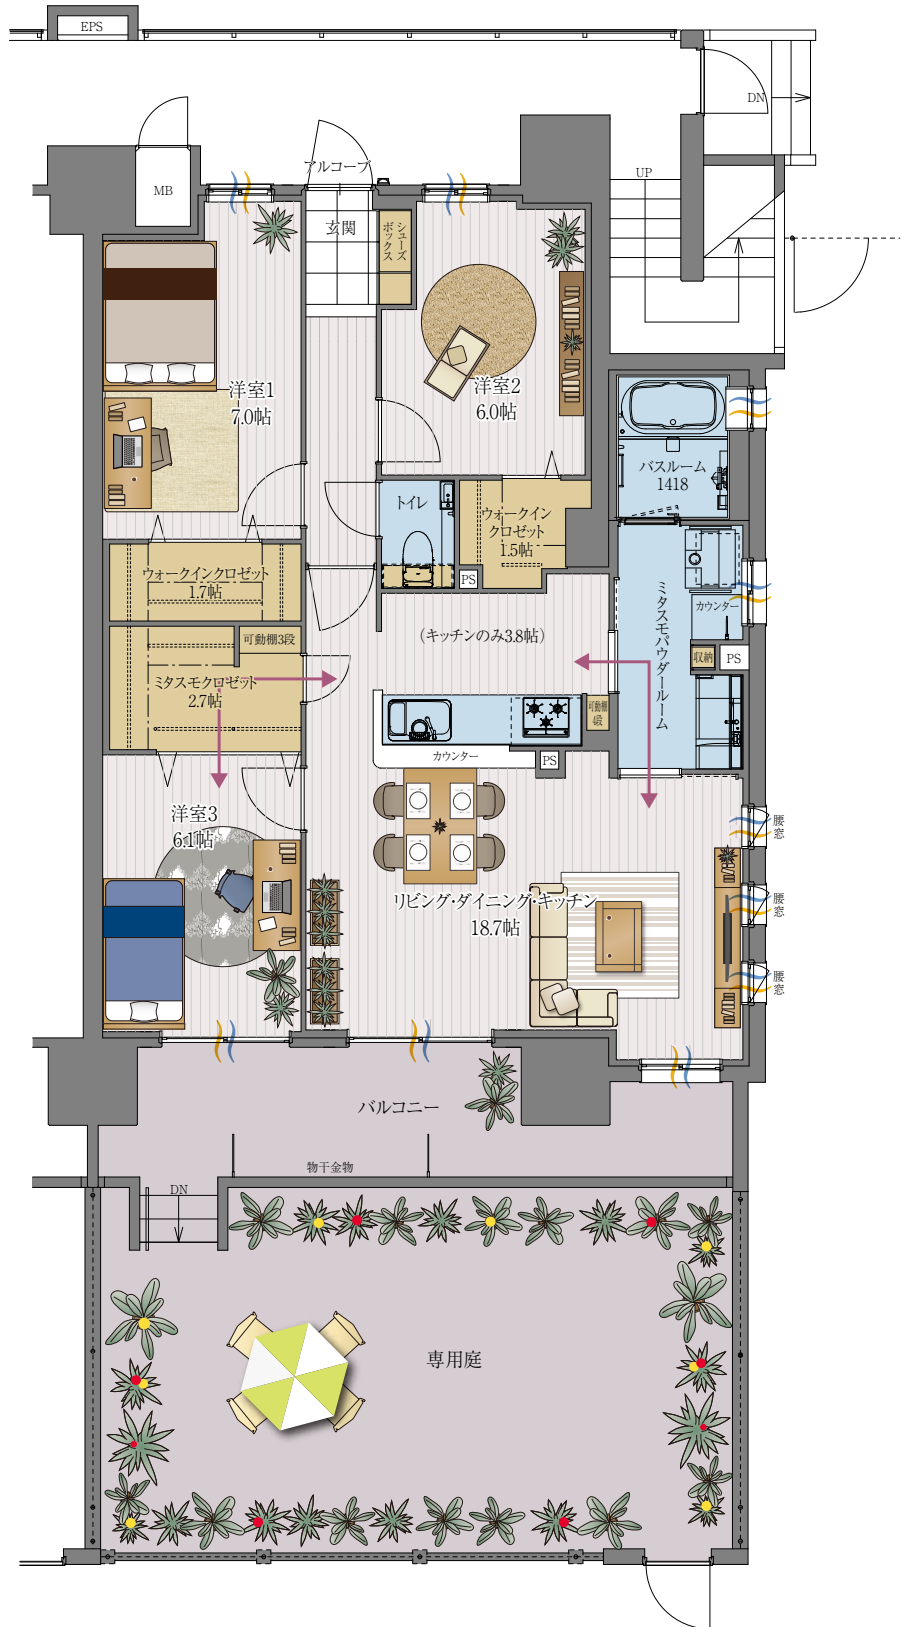 EPS
DN
アルコーブ
UP
MB
玄関
シューズ
ボックス
洋室1
7.0帖
洋室2
6.0帖
バスルーム
1418
トイレ
ウォークイン
クロゼット
1.5帖
PS
ウォークインクロゼット
1.7帖
ミタスモパウダールーム
カウンター
可動棚3段
(キッチンのみ3.8帖)
収納
PS
ミタスモクロゼット
2.7帖
可動棚
4段
カウンター
PS
洋室3
6.1帖
腰窓
リビング・ダイニング・キッチン
18.7帖
腰窓
腰窓
バルコニー
物干金物
DN
専用庭